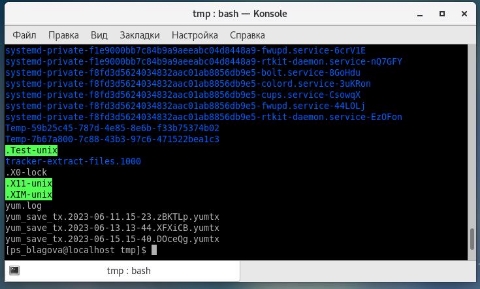 tmp : bash — Konsole
Файл Правка Вид Закладки Настройка Справка
systemd-private-f1e9000bb7c84b9a9aeeabc04d8448a9-fwupd.service-6crV1E
systemd-private-f1e9000bb7c84b9a9aeeabc04d8448a9-rtkit-daemon.service-nQ7GFY
systemd-private-f8fd3d5624034832aac01ab8856db9e5-bolt.service-8GoHdu
systemd-private-f8fd3d5624034832aac01ab8856db9e5-colord.service-3uKRon
systemd-private-f8fd3d5624034832aac01ab8856db9e5-cups.service-CsowqX
systemd-private-f8fd3d5624034832aac01ab8856db9e5-fwupd.service-44LOLj
systemd-private-f8fd3d5624034832aac01ab8856db9e5-rtkit-daemon.service-EzOFon
Temp-59b25c45-787d-4e85-8e6b-f33b75374b02
Temp-7b07a800-7c88-43b3-97c6-471522bea1c3
.Test-unix
tracker-extract-files.1000
.X0-lock
.X11-unix
.XIM-unix
yum.log
yum_save_tx.2023-06-11.15-23.zBKTLp.yumtx
yum_save_tx.2023-06-13.13-44.XFXiCB.yumtx
yum_save_tx.2023-06-15.15-40.DOceQg.yumtx
[ps_blagova@localhost tmp]$
tmp : bash